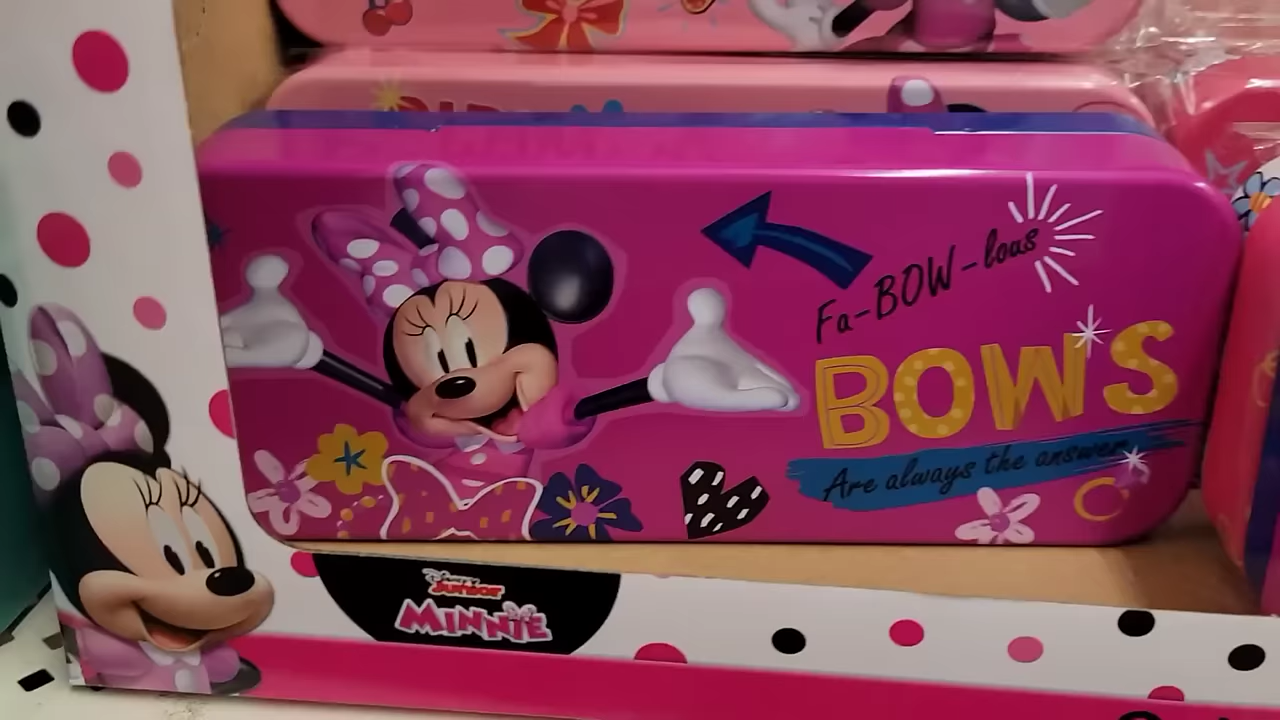 Fa-BOW-lous
BOWS
Are always the answer
Disney
Junior
MINNIE